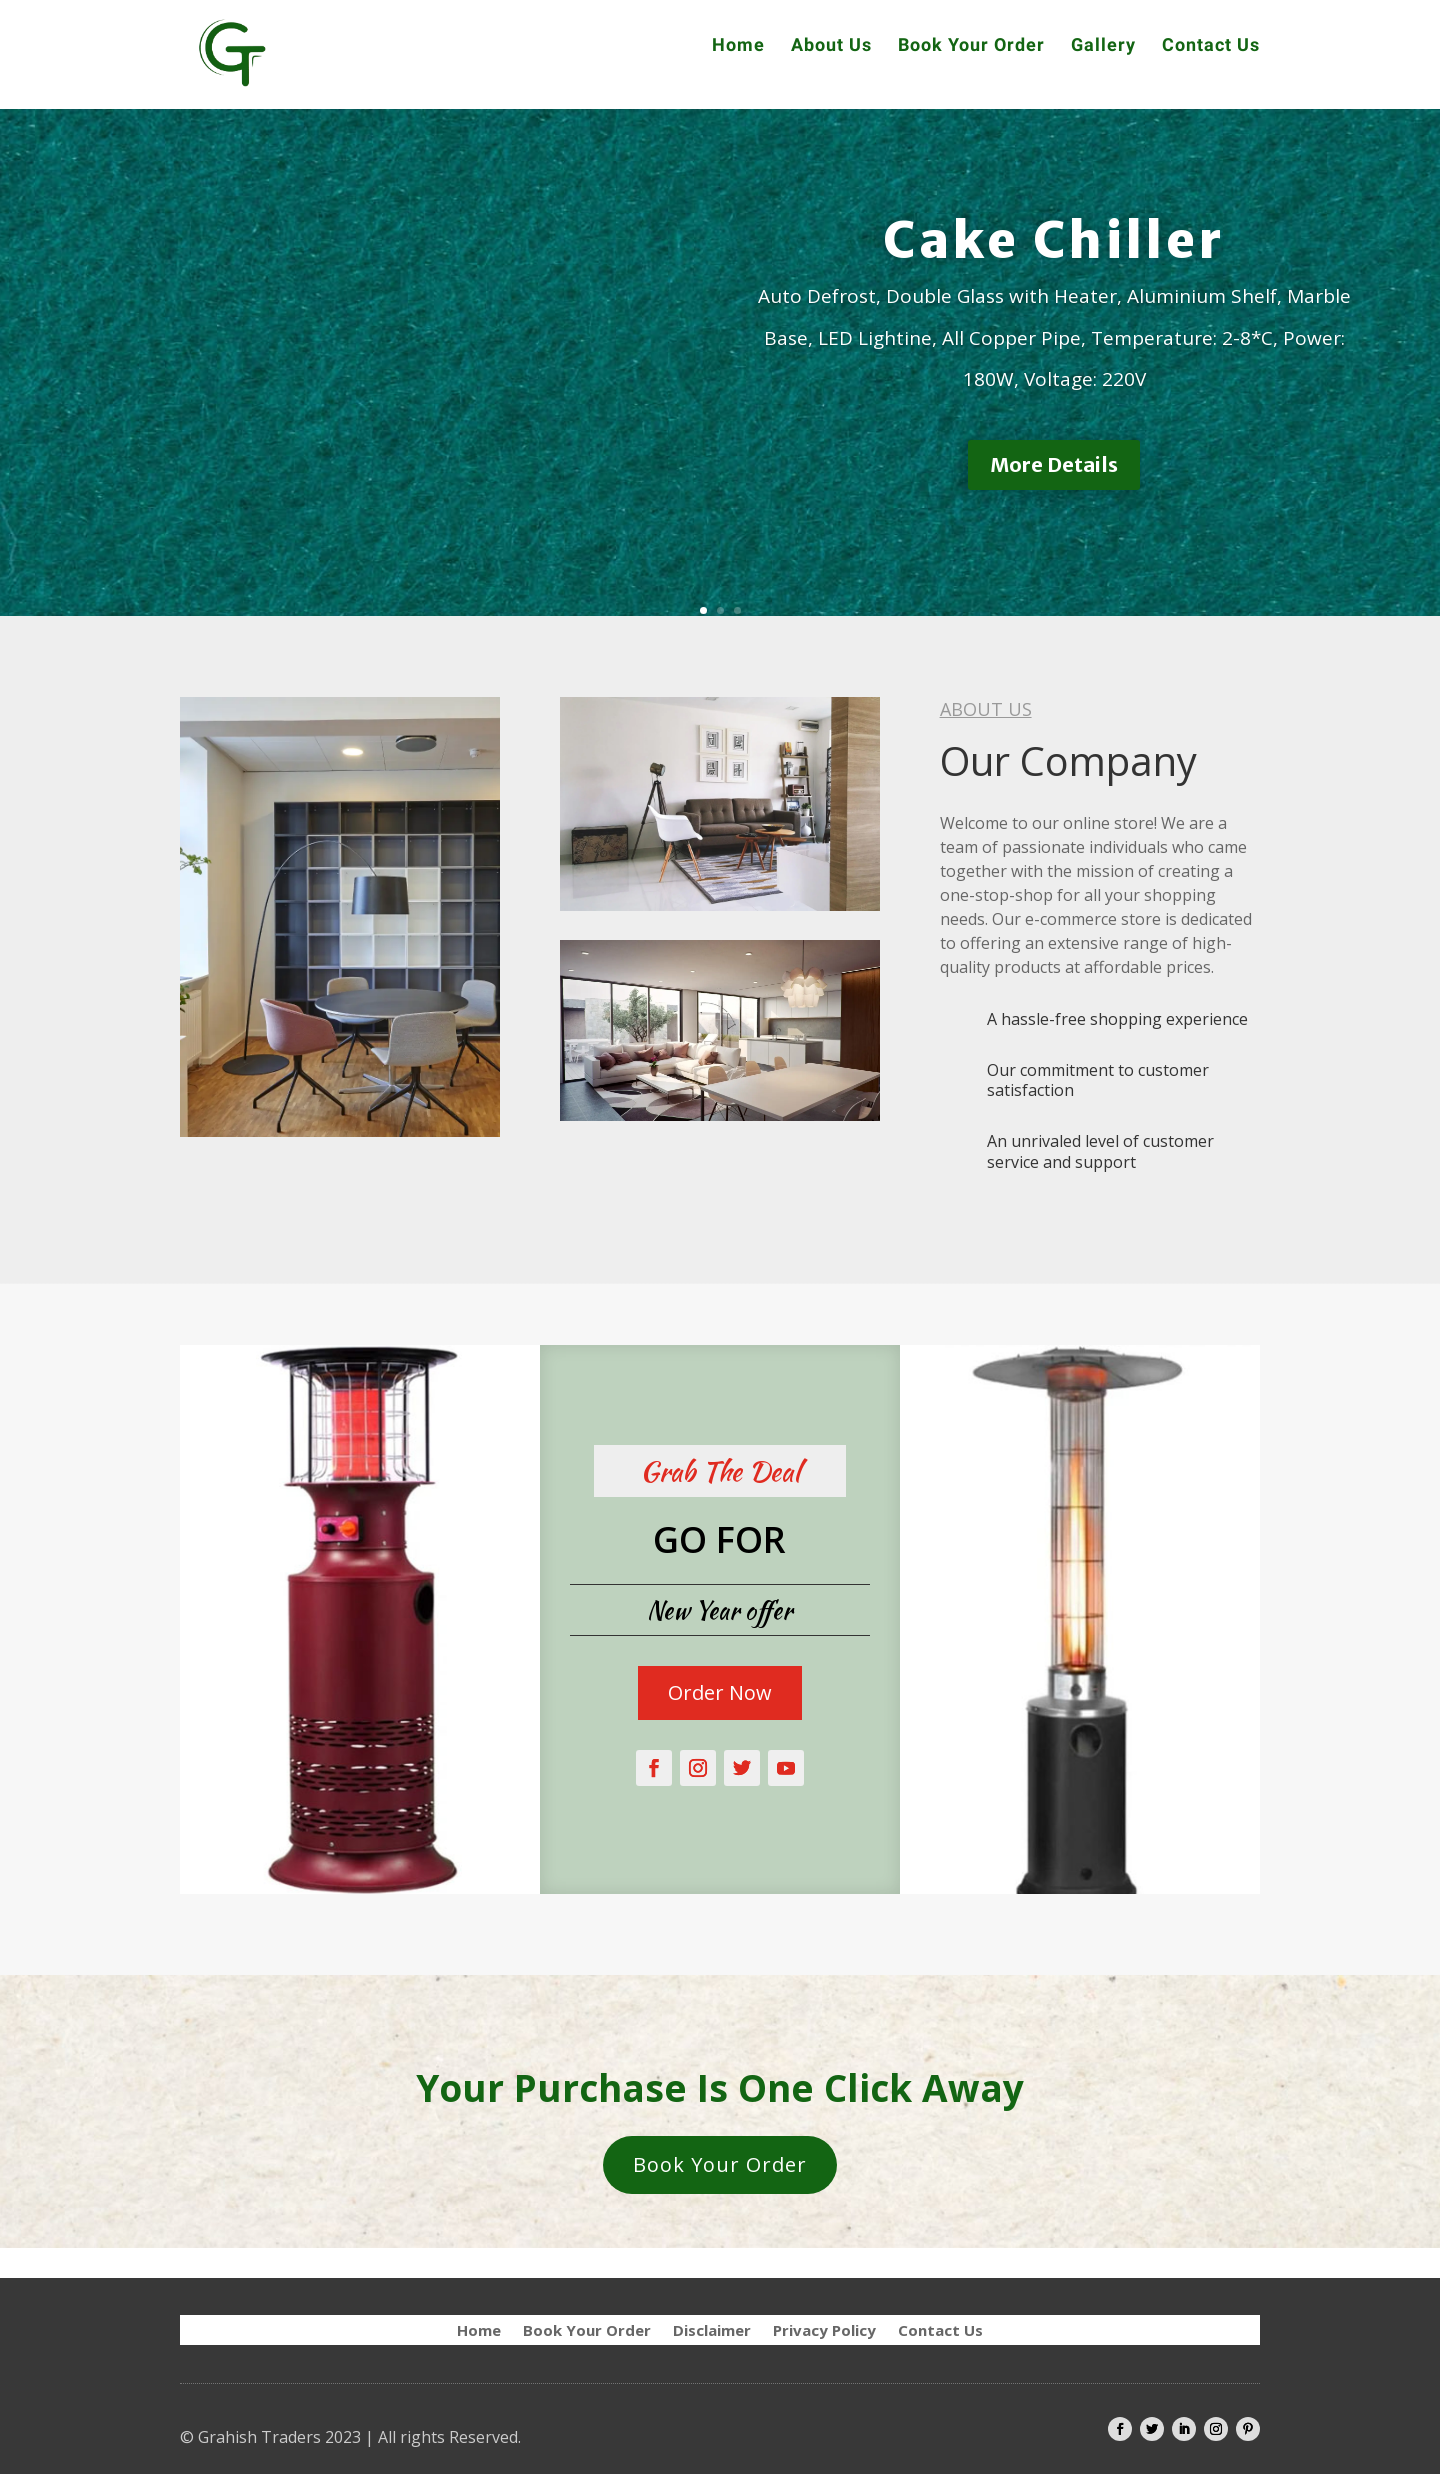 GT
Home About Us Book Your Order Gallery Contact Us
Cake Chiller
Auto Defrost, Double Glass with Heater, Aluminium Shelf, Marble
Base, LED Lightine, All Copper Pipe, Temperature: 2-8*C, Power:
180W, Voltage: 220V
More Details
ABOUT US
Our Company
Welcome to our online store! We are a
team of passionate individuals who came
together with the mission of creating a
one-stop-shop for all your shopping
needs. Our e-commerce store is dedicated
to offering an extensive range of high-
quality products at affordable prices.
A hassle-free shopping experience
Our commitment to customer
satisfaction
An unrivaled level of customer
service and support
Grab The Deal
GO FOR
New Year offer
Order Now
Your Purchase Is One Click Away
Book Your Order
Home Book Your Order Disclaimer Privacy Policy Contact Us
© Grahish Traders 2023 | All rights Reserved.